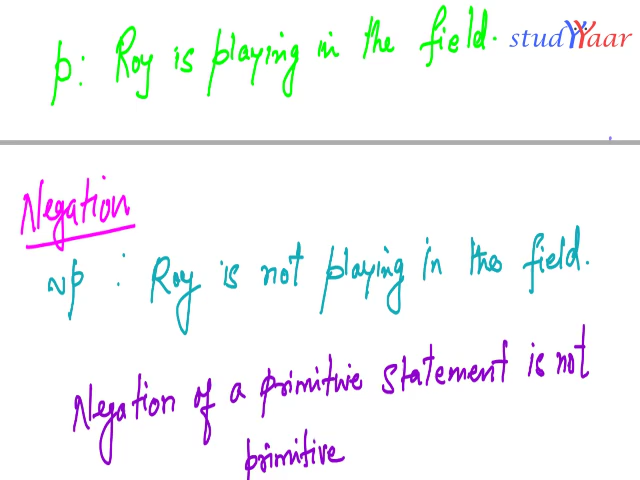 p: Roy is playing in the field.
studYYaar
Negation
~p : Roy is not playing in the field.
Negation of a primitive statement is not
primitive